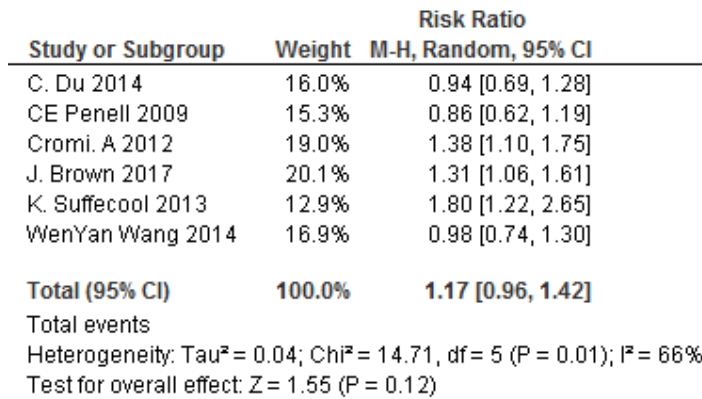 Risk Ratio
Study or Subgroup Weight M-H, Random, 95% CI
C. Du 2014 16.0% 0.94 [0.69, 1.28]
CE Penell 2009 15.3% 0.86 [0.62, 1.19]
Cromi. A 2012 19.0% 1.38 [1.10, 1.75]
J. Brown 2017 20.1% 1.31 [1.06, 1.61]
K. Suffecool 2013 12.9% 1.80 [1.22, 2.65]
WenYan Wang 2014 16.9% 0.98 [0.74, 1.30]
Total (95% CI) 100.0% 1.17 [0.96, 1.42]
Total events
Heterogeneity: Tau² = 0.04; Chi² = 14.71, df = 5 (P = 0.01); I² = 66%
Test for overall effect: Z = 1.55 (P = 0.12)